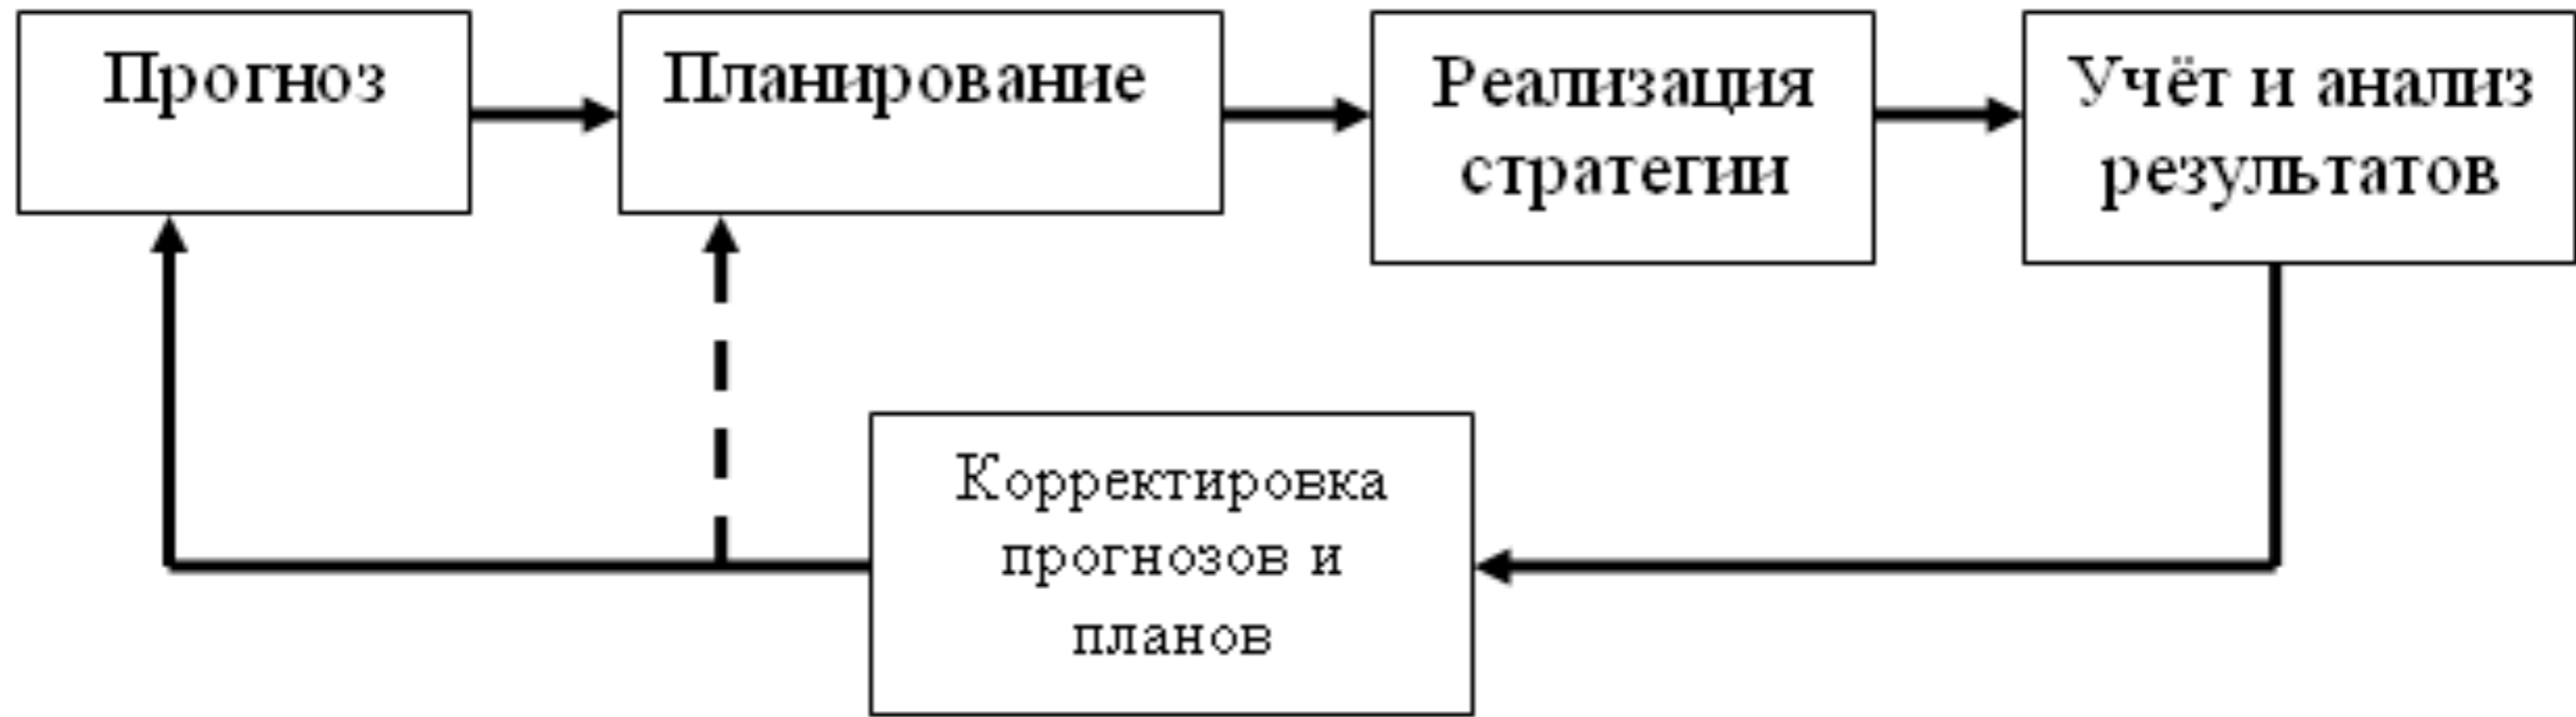 Прогноз
Планирование
Реализация
стратегии
Учёт и анализ
результатов
Корректировка
прогнозов и
планов